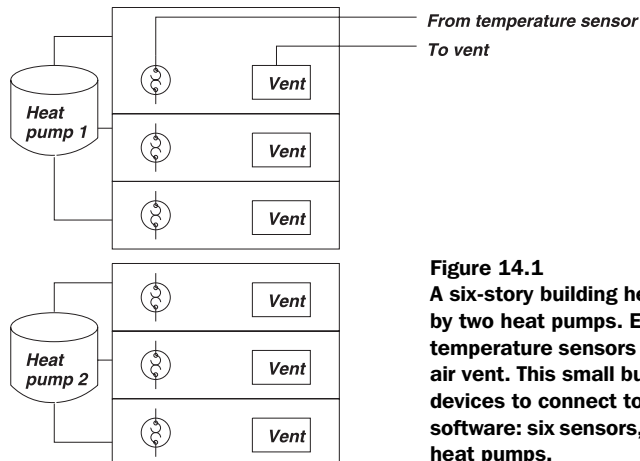 From temperature sensor
To vent
Vent
Heat
pump 1
Vent
Vent
Figure 14.1
A six-story building he
by two heat pumps. E
temperature sensors
air vent. This small bu
devices to connect to
software: six sensors,
heat pumps.
Vent
Heat
pump 2
Vent
Vent